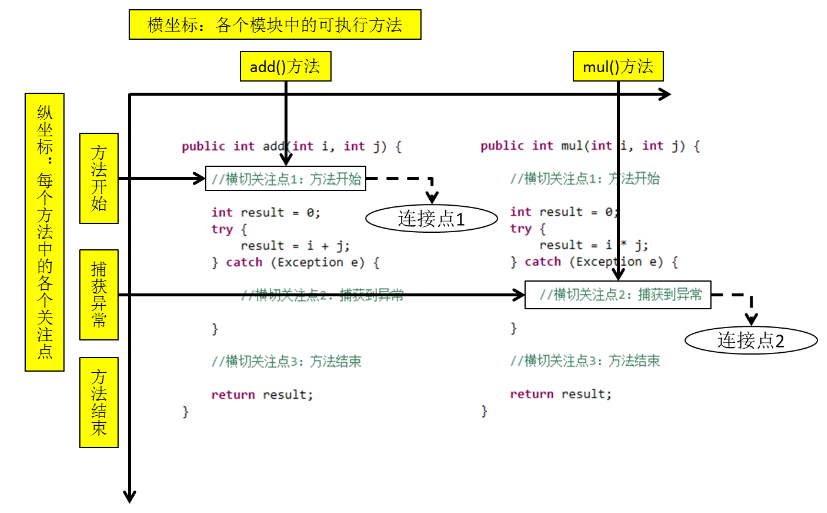 横坐标：各个模块中的可执行方法
add()方法
mul()方法
纵坐标：每个方法中的各个关注点
方法开始
捕获异常
方法结束
public int add(int i, int j) {
//横切关注点1：方法开始
int result = 0;
try {
result = i + j;
} catch (Exception e) {
//横切关注点2：捕获到异常
}
//横切关注点3：方法结束
return result;
}
连接点1
public int mul(int i, int j) {
//横切关注点1：方法开始
int result = 0;
try {
result = i * j;
} catch (Exception e) {
//横切关注点2：捕获到异常
}
//横切关注点3：方法结束
return result;
}
连接点2